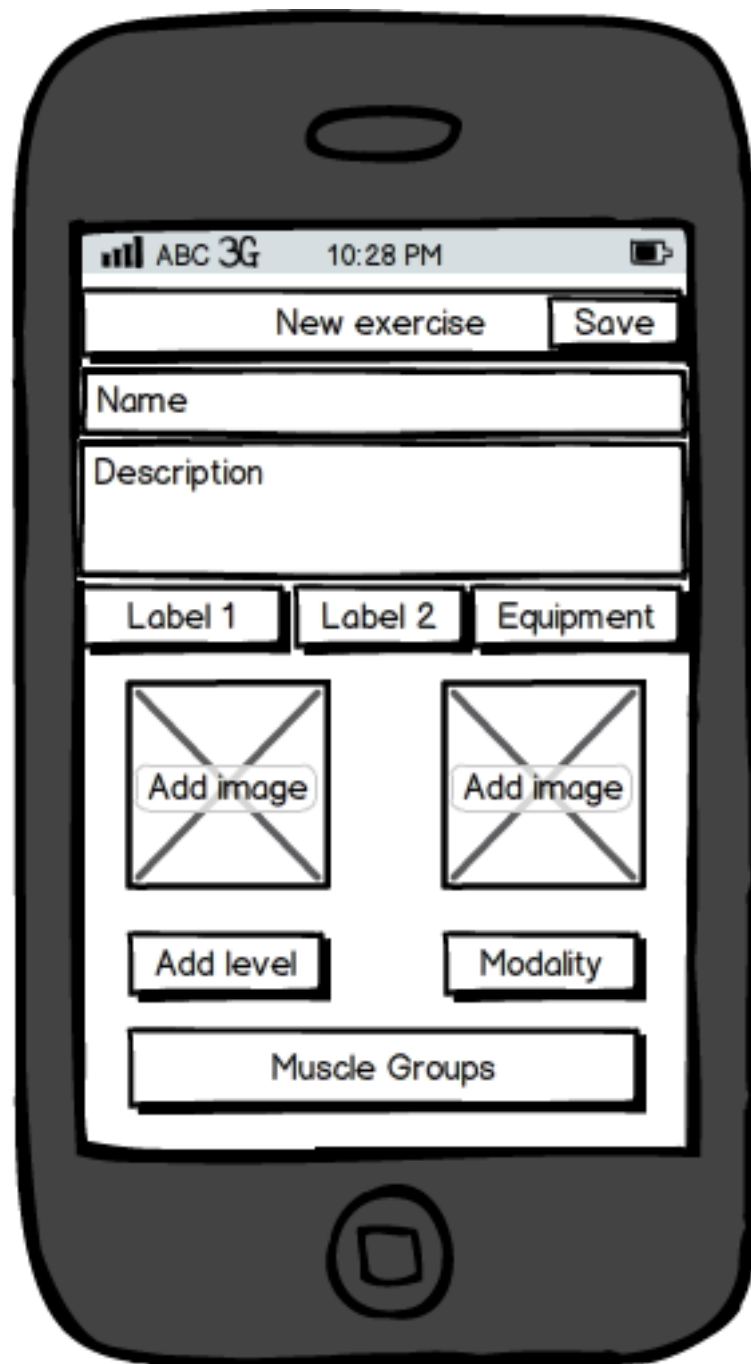 ABC 3G 10:28 PM
New exercise Save
Name
Description
Label 1 Label 2 Equipment
Add image Add image
Add level Modality
Muscle Groups